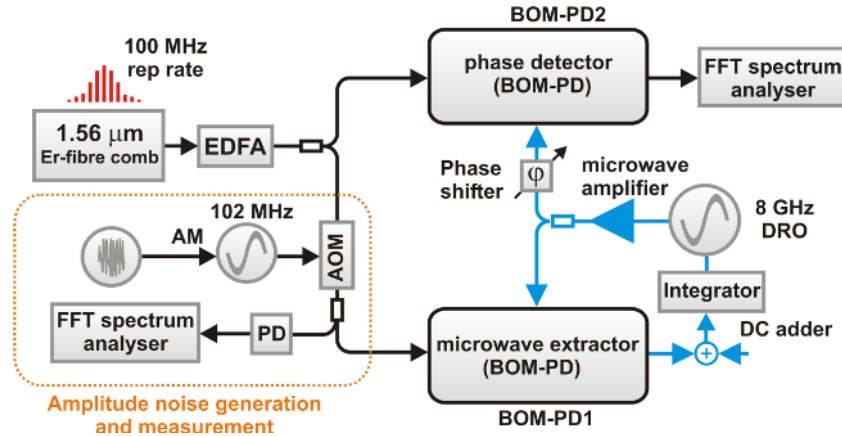 BOM-PD2
100 MHz
rep rate
phase detector
(BOM-PD)
FFT spectrum
analyser
1.56 μm
Er-fibre comb
EDFA
Phase
shifter
φ
microwave
amplifier
8 GHz
DRO
AM
102 MHz
AOM
FFT spectrum
analyser
PD
Integrator
DC adder
+
microwave extractor
(BOM-PD)
BOM-PD1
Amplitude noise generation
and measurement